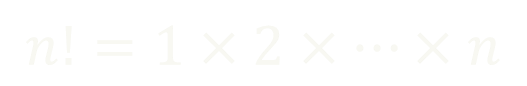 n! = 1 × 2 × ⋯ × n